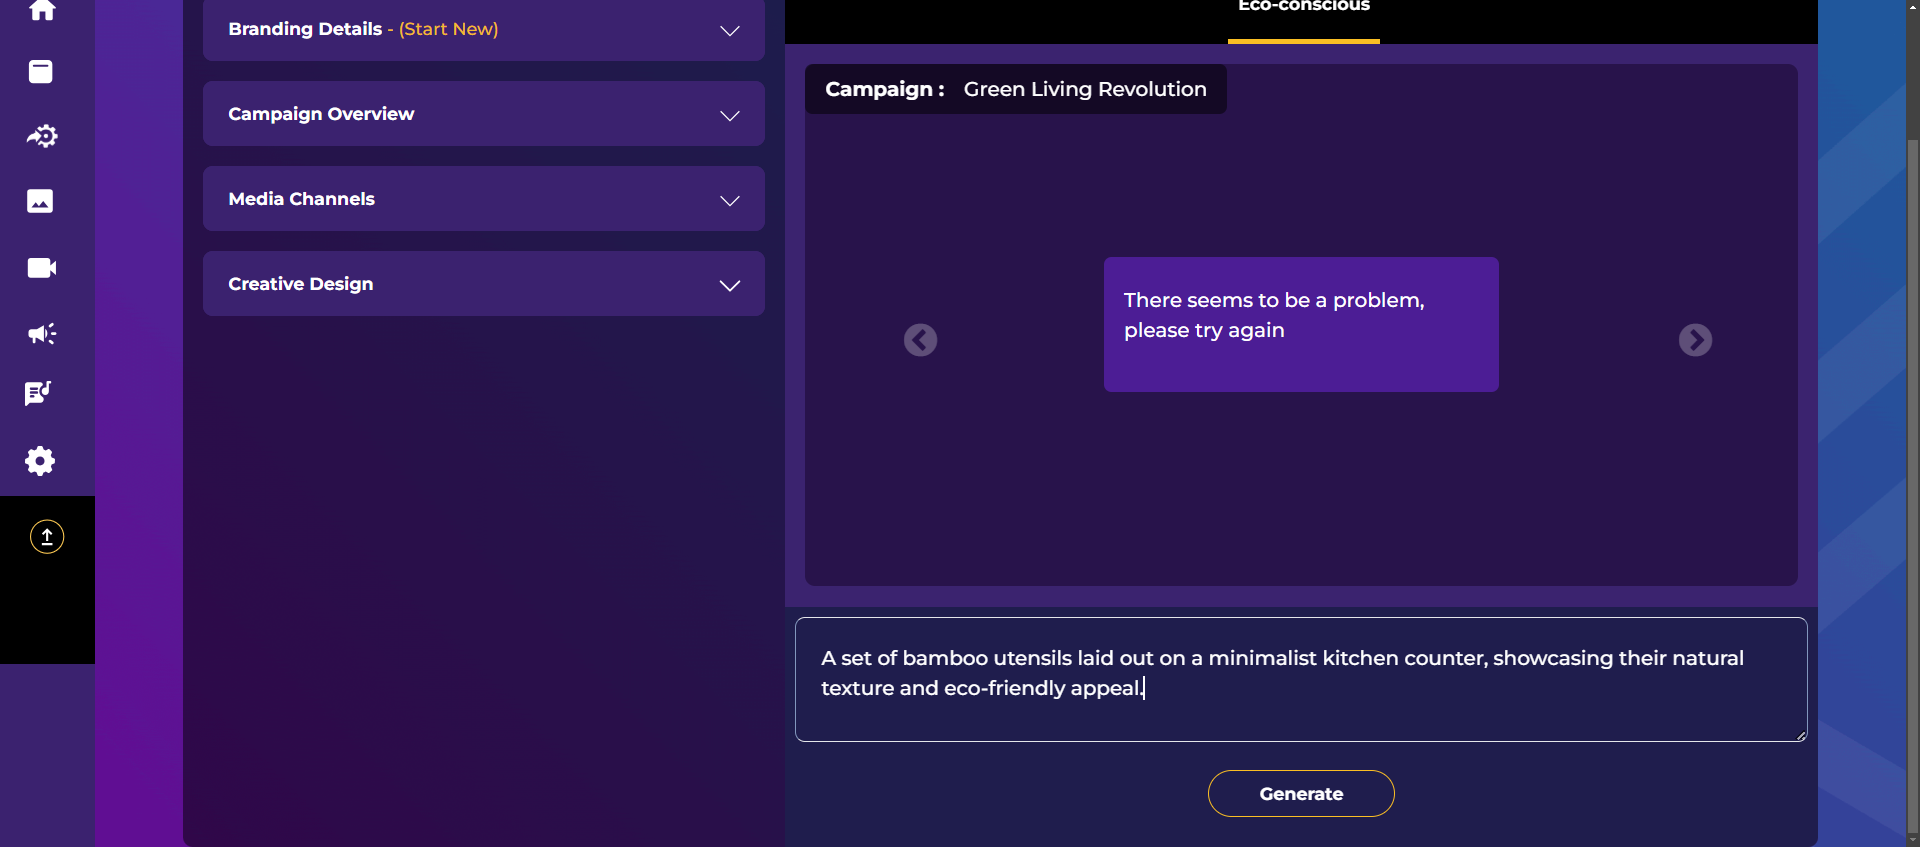 Branding Details - (Start New)
Campaign Overview
Media Channels
Creative Design
Eco-conscious
Campaign : Green Living Revolution
There seems to be a problem,
please try again
A set of bamboo utensils laid out on a minimalist kitchen counter, showcasing their natural
texture and eco-friendly appeal.
Generate